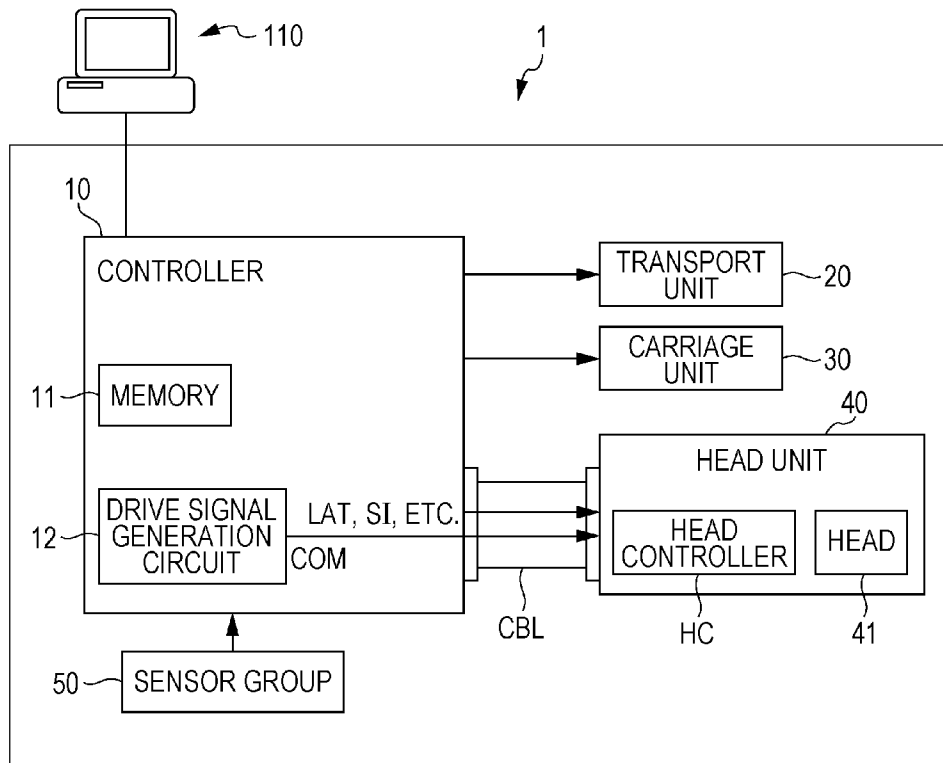 110
1
10
CONTROLLER
TRANSPORT
UNIT
20
CARRIAGE
UNIT
30
11
MEMORY
40
HEAD UNIT
12
DRIVE SIGNAL
GENERATION
CIRCUIT
LAT, SI, ETC.
COM
HEAD
CONTROLLER
HEAD
CBL
HC
41
50
SENSOR GROUP